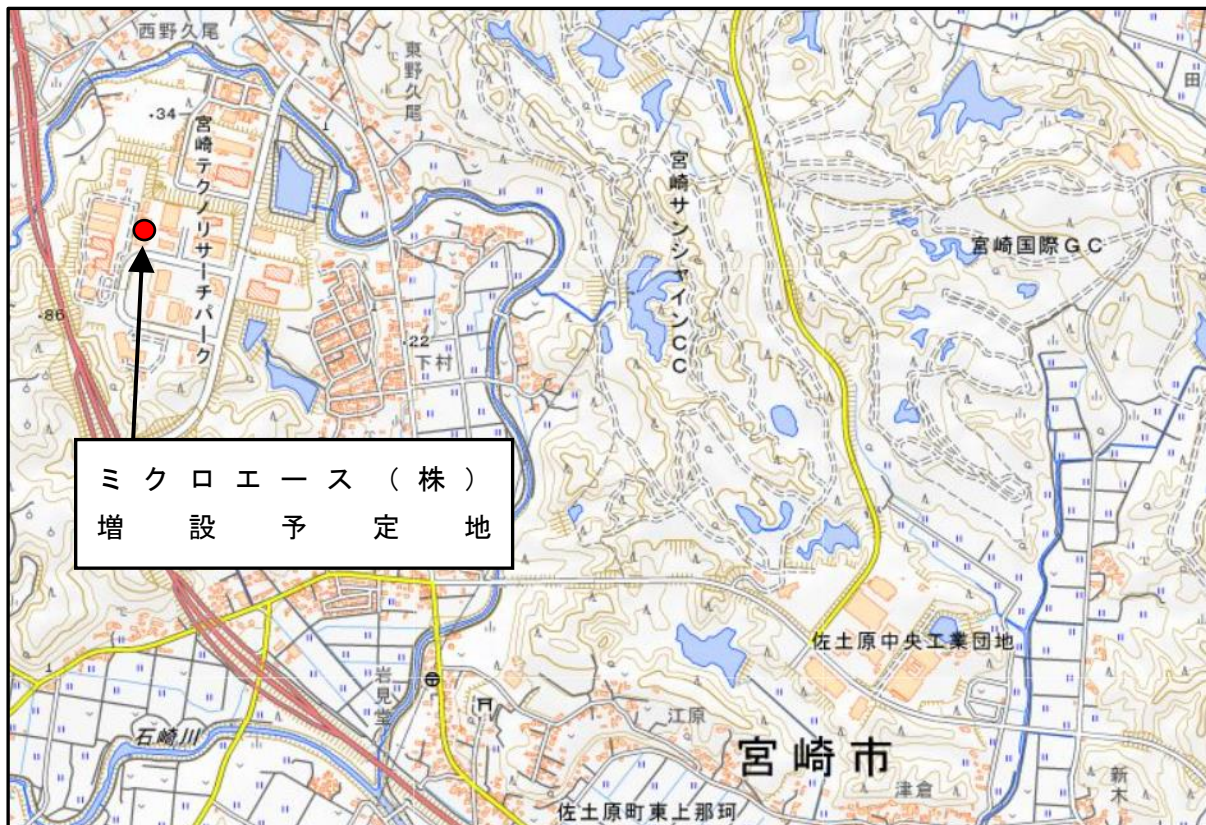 西野久尾
東野久尾
.34
宮崎テクノリサーチパーク
宮崎サンシャインCC
田
宮崎国際G.C
.86
.22
下村
ミクロエース(株)
増設予定地
佐土原中央工業団地
岩見堂
江原
石崎川
宮崎市
津倉
新木
佐土原町東上那珂